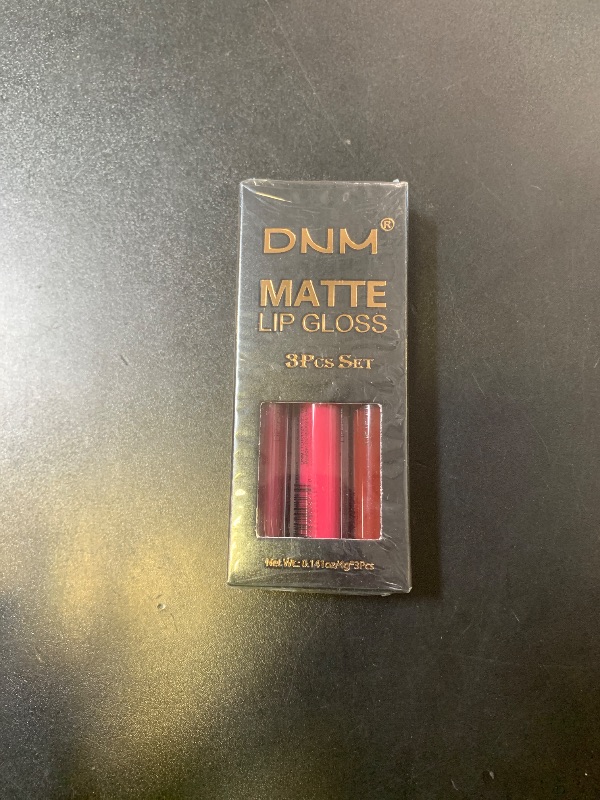 DNM®
MATTE
LIP GLOSS
3Pcs Set
Net Wt.: 0.141oz/4g*3Pcs